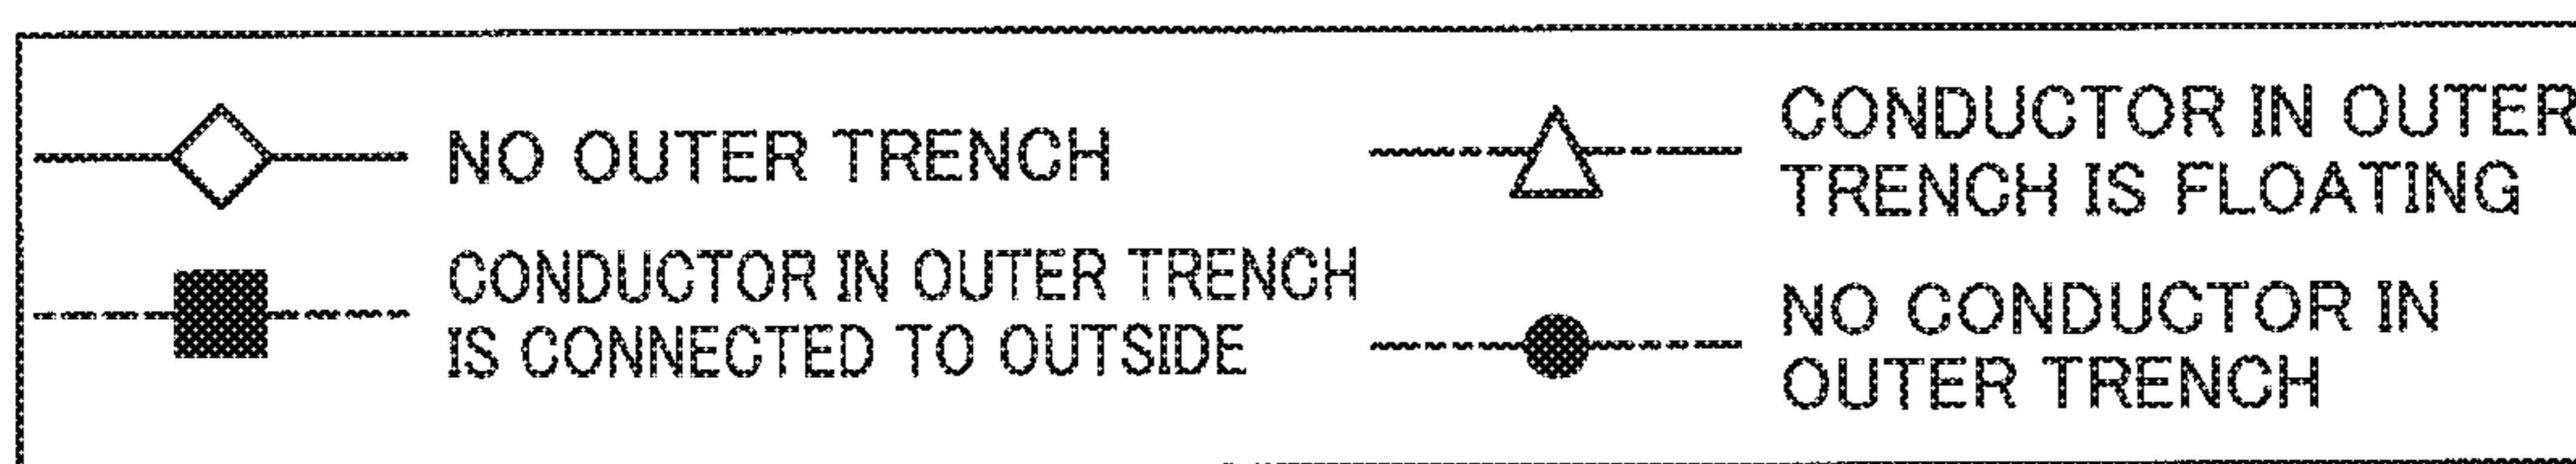 NO OUTER TRENCH
CONDUCTOR IN OUTER TRENCH
IS CONNECTED TO OUTSIDE
CONDUCTOR IN OUTER
TRENCH IS FLOATING
NO CONDUCTOR IN
OUTER TRENCH